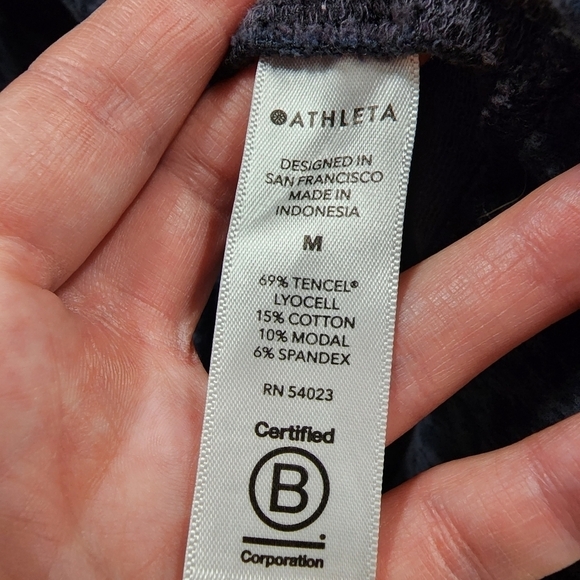 ATHLETA
DESIGNED IN
SAN FRANCISCO
MADE IN
INDONESIA
M
69% TENCEL®
LYOCELL
15% COTTON
10% MODAL
6% SPANDEX
RN 54023
Certified
B
Corporation